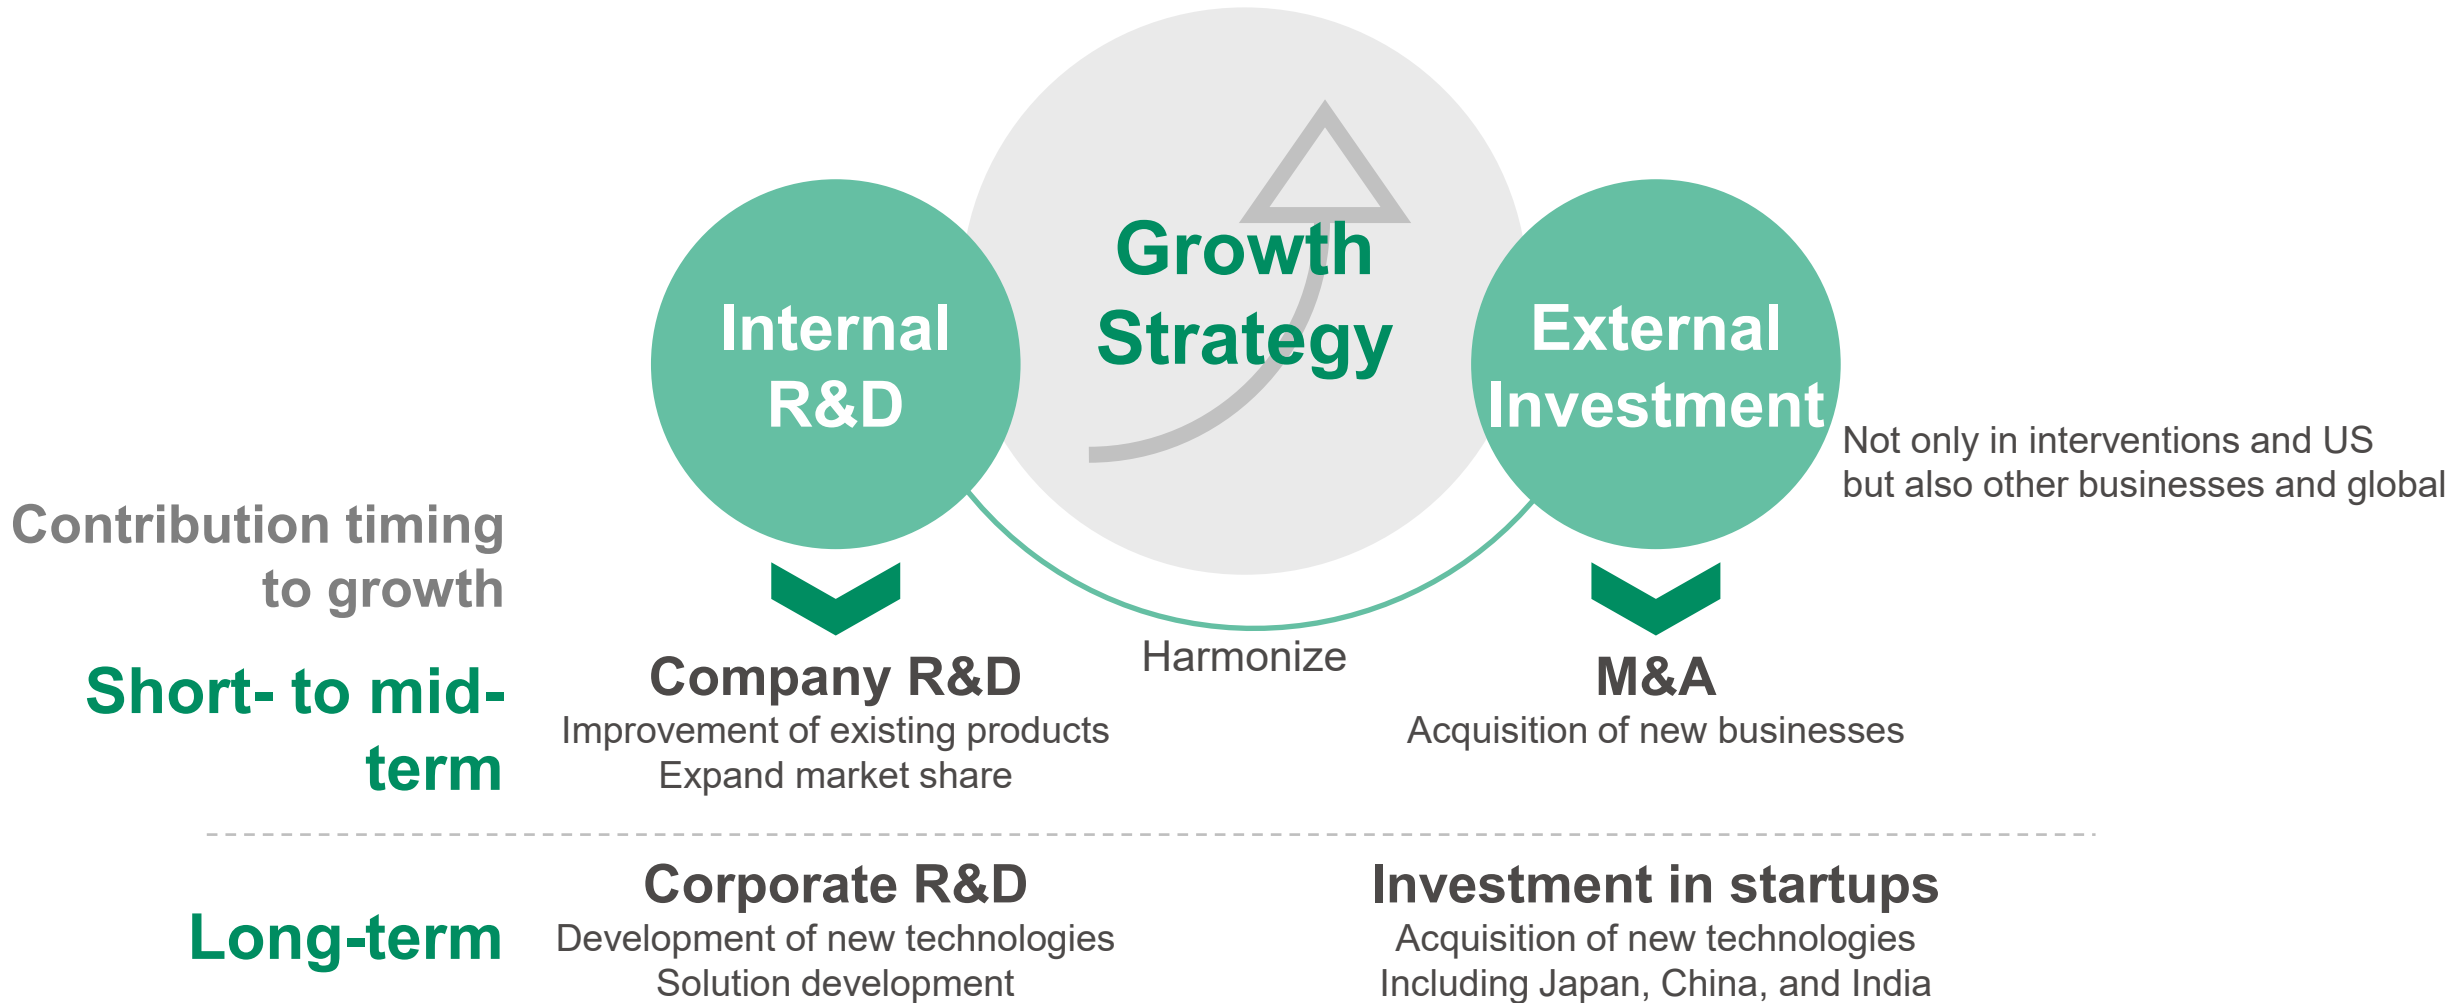 Growth
Strategy
Internal
R&D
External
Investment
Not only in interventions and US
but also other businesses and global
Harmonize
Contribution timing
to growth
Short- to mid-
term
Company R&D
Improvement of existing products
Expand market share
M&A
Acquisition of new businesses
Long-term
Corporate R&D
Development of new technologies
Solution development
Investment in startups
Acquisition of new technologies
Including Japan, China, and India